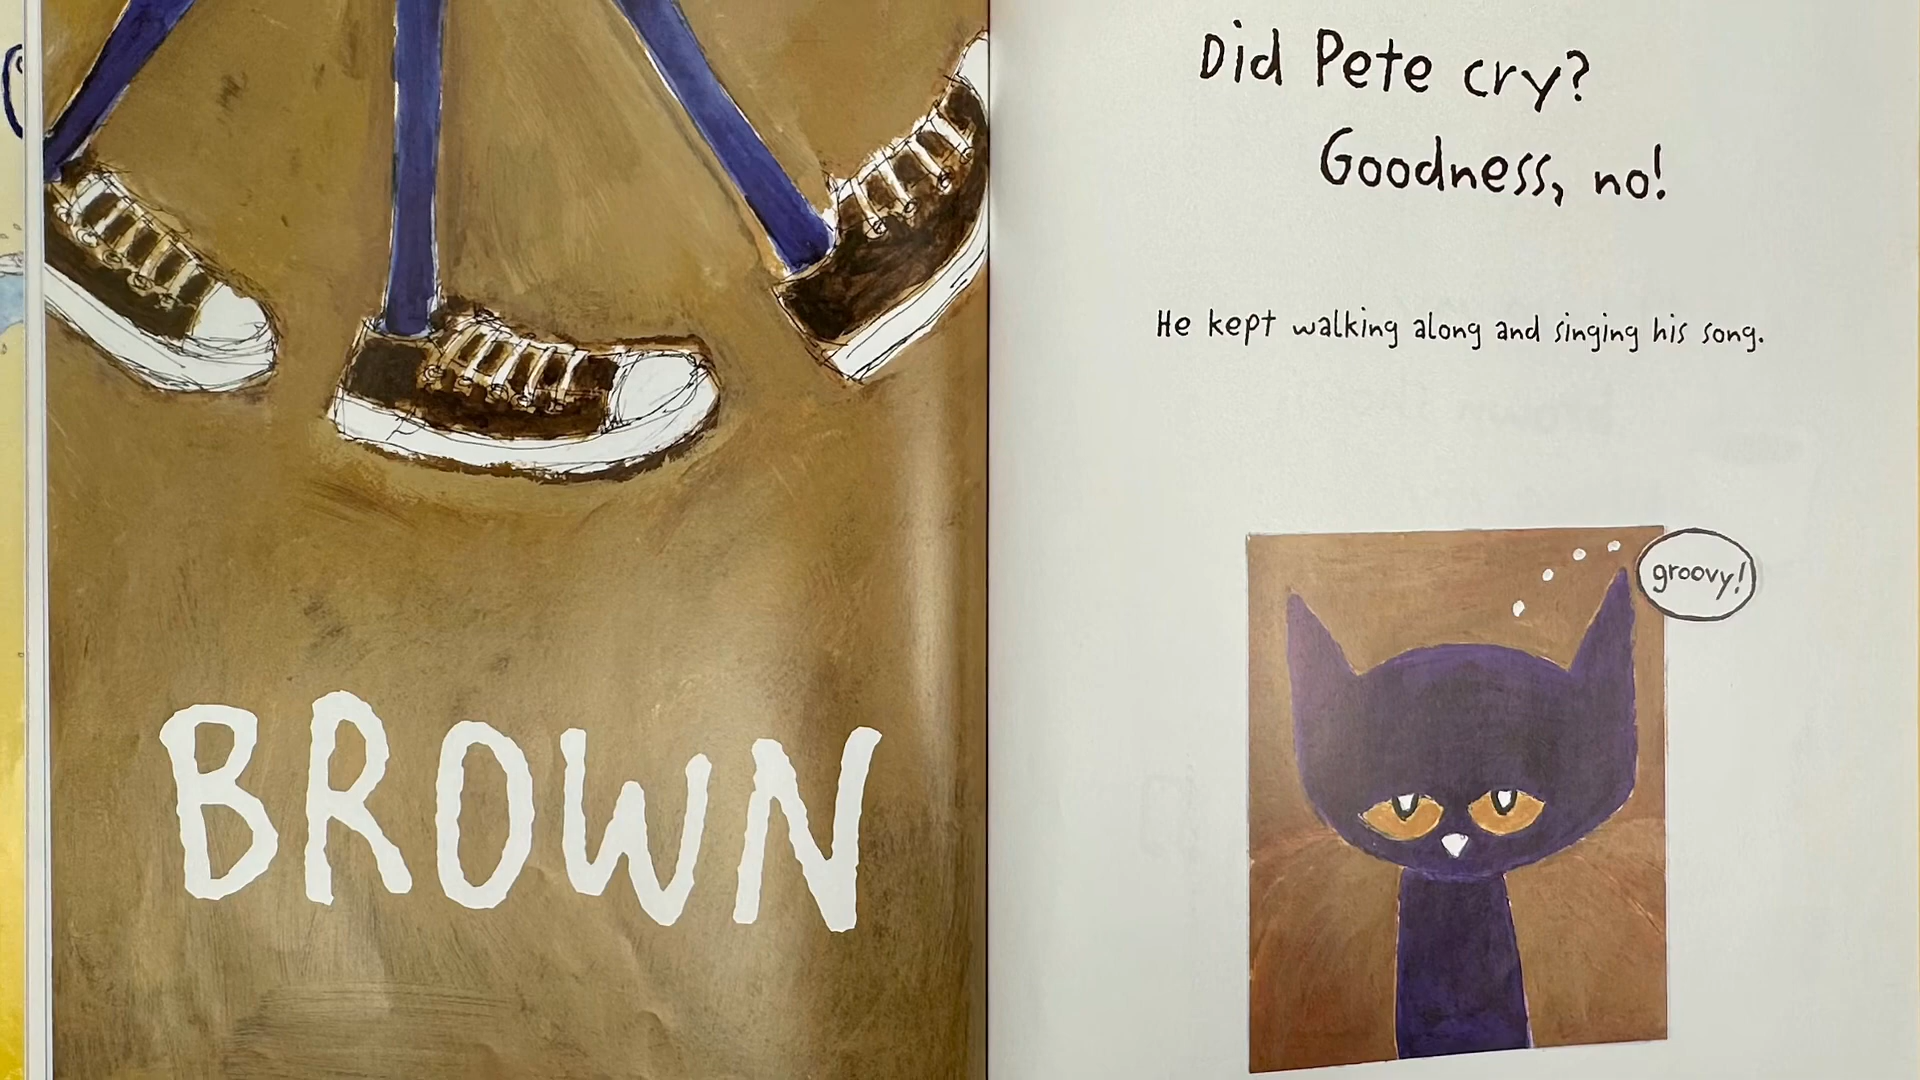 BROWN
Did Pete cry?
Goodness, no!
He kept walking along and singing his song.
groovy!